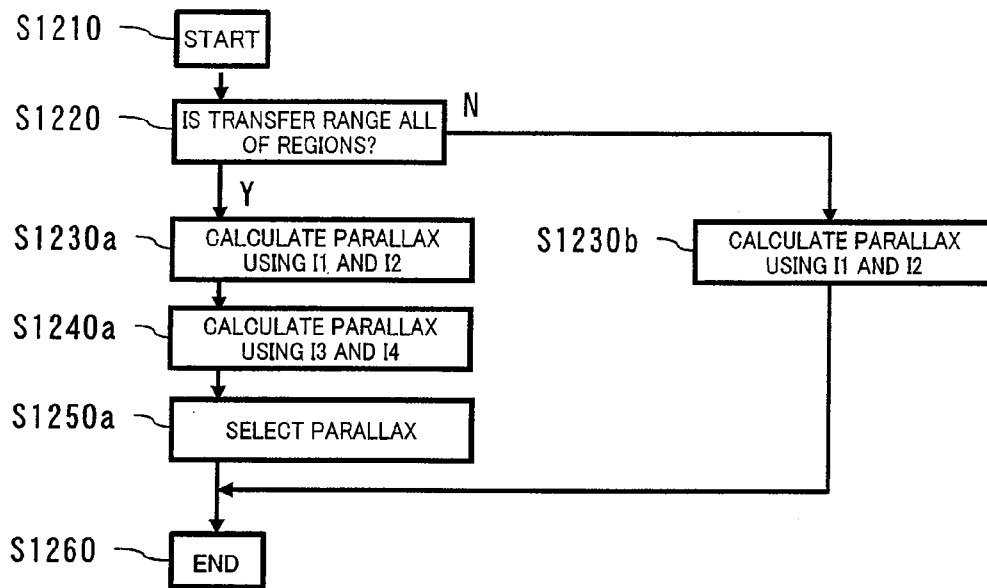 S1210
START
S1220
IS TRANSFER RANGE ALL
OF REGIONS?
N
Y
S1230a
CALCULATE PARALLAX
USING I1 AND I2
S1230b
CALCULATE PARALLAX
USING I1 AND I2
S1240a
CALCULATE PARALLAX
USING I3 AND I4
S1250a
SELECT PARALLAX
S1260
END